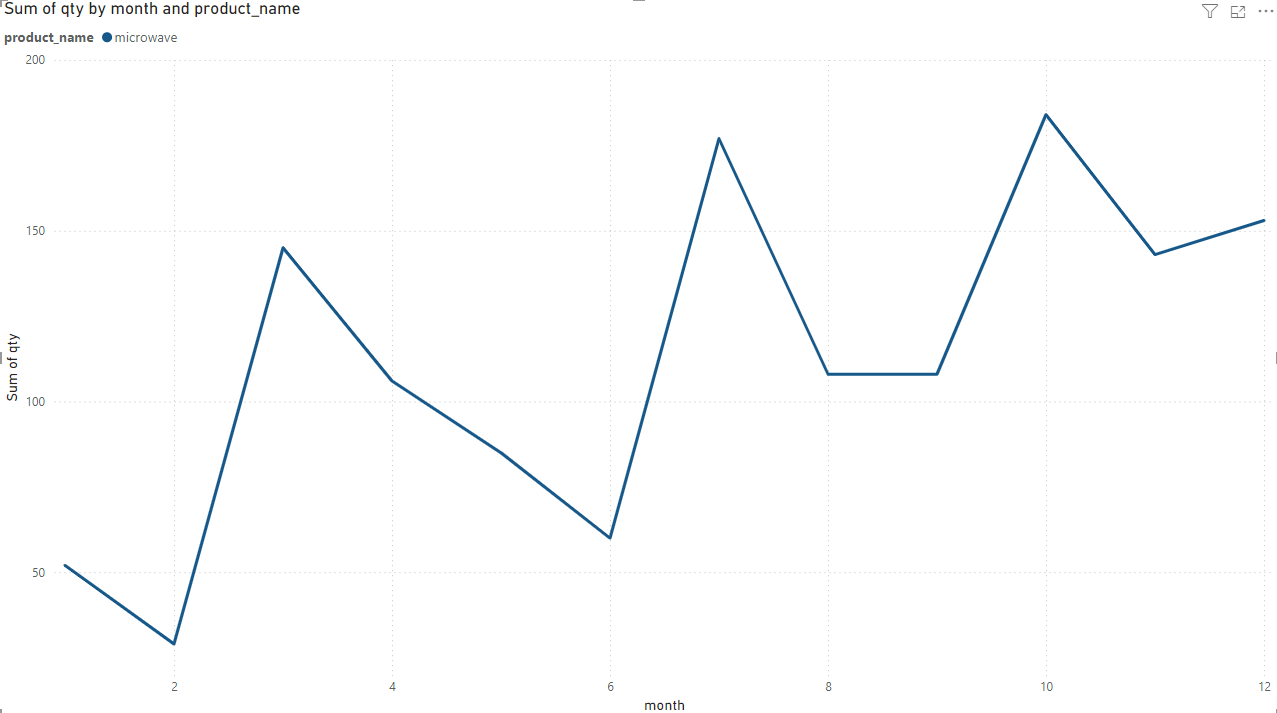 Sum of qty by month and product_name
product_name microwave
200
150
100
50
Sum of qty
2 4 6 8 10 12
month